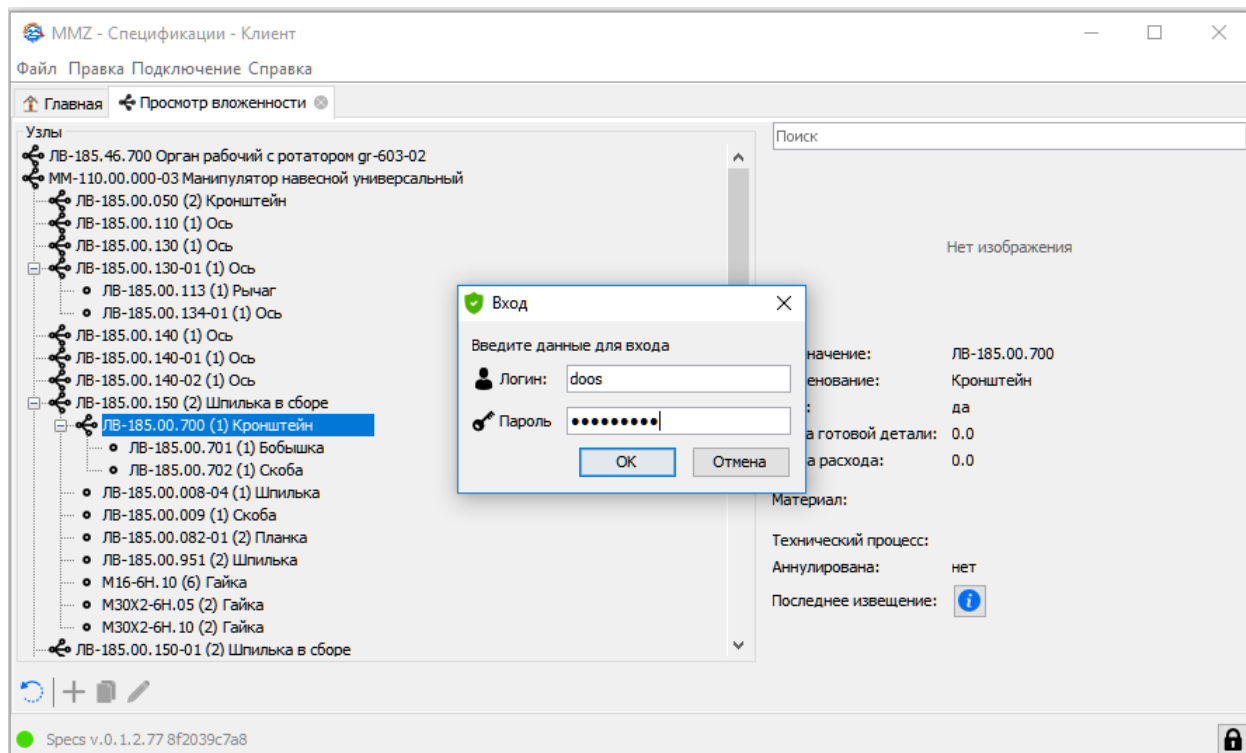 MMZ - Спецификации - Клиент
Файл Правка Подключение Справка
Главная Просмотр вложенности
Узлы
ЛВ-185.46.700 Орган рабочий с ротатором gr-603-02
ММ-110.00.000-03 Манипулятор навесной универсальный
ЛВ-185.00.050 (2) Кронштейн
ЛВ-185.00.110 (1) Ось
ЛВ-185.00.130 (1) Ось
ЛВ-185.00.130-01 (1) Ось
ЛВ-185.00.113 (1) Рычаг
ЛВ-185.00.134-01 (1) Ось
ЛВ-185.00.140 (1) Ось
ЛВ-185.00.140-01 (1) Ось
ЛВ-185.00.140-02 (1) Ось
ЛВ-185.00.150 (2) Шпилька в сборе
ЛВ-185.00.700 (1) Кронштейн
ЛВ-185.00.701 (1) Бобышка
ЛВ-185.00.702 (1) Скоба
ЛВ-185.00.008-04 (1) Шпилька
ЛВ-185.00.009 (1) Скоба
ЛВ-185.00.082-01 (2) Планка
ЛВ-185.00.951 (2) Шпилька
М16-6Н.10 (6) Гайка
М30Х2-6Н.05 (2) Гайка
М30Х2-6Н.10 (2) Гайка
ЛВ-185.00.150-01 (2) Шпилька в сборе
Вход
Введите данные для входа
Логин: doos
Пароль
OK Отмена
Поиск
Нет изображения
начение: ЛВ-185.00.700
енование: Кронштейн
: да
а готовой детали: 0.0
а расхода: 0.0
Материал:
Технический процесс:
Аннулирована: нет
Последнее извещение:
Specs v.0.1.2.77 8f2039c7a8